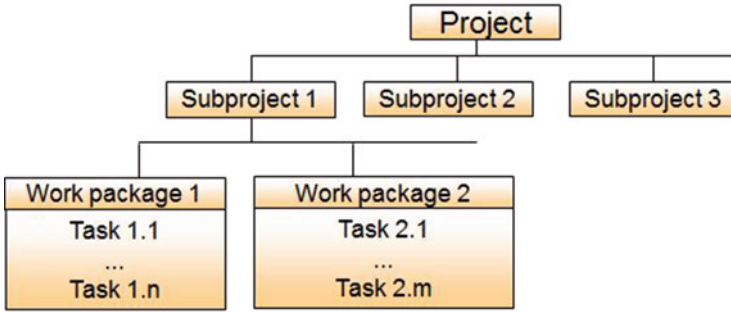 Project
Subproject 1
Subproject 2
Subproject 3
Work package 1
Task 1.1
...
Task 1.n
Work package 2
Task 2.1
...
Task 2.m